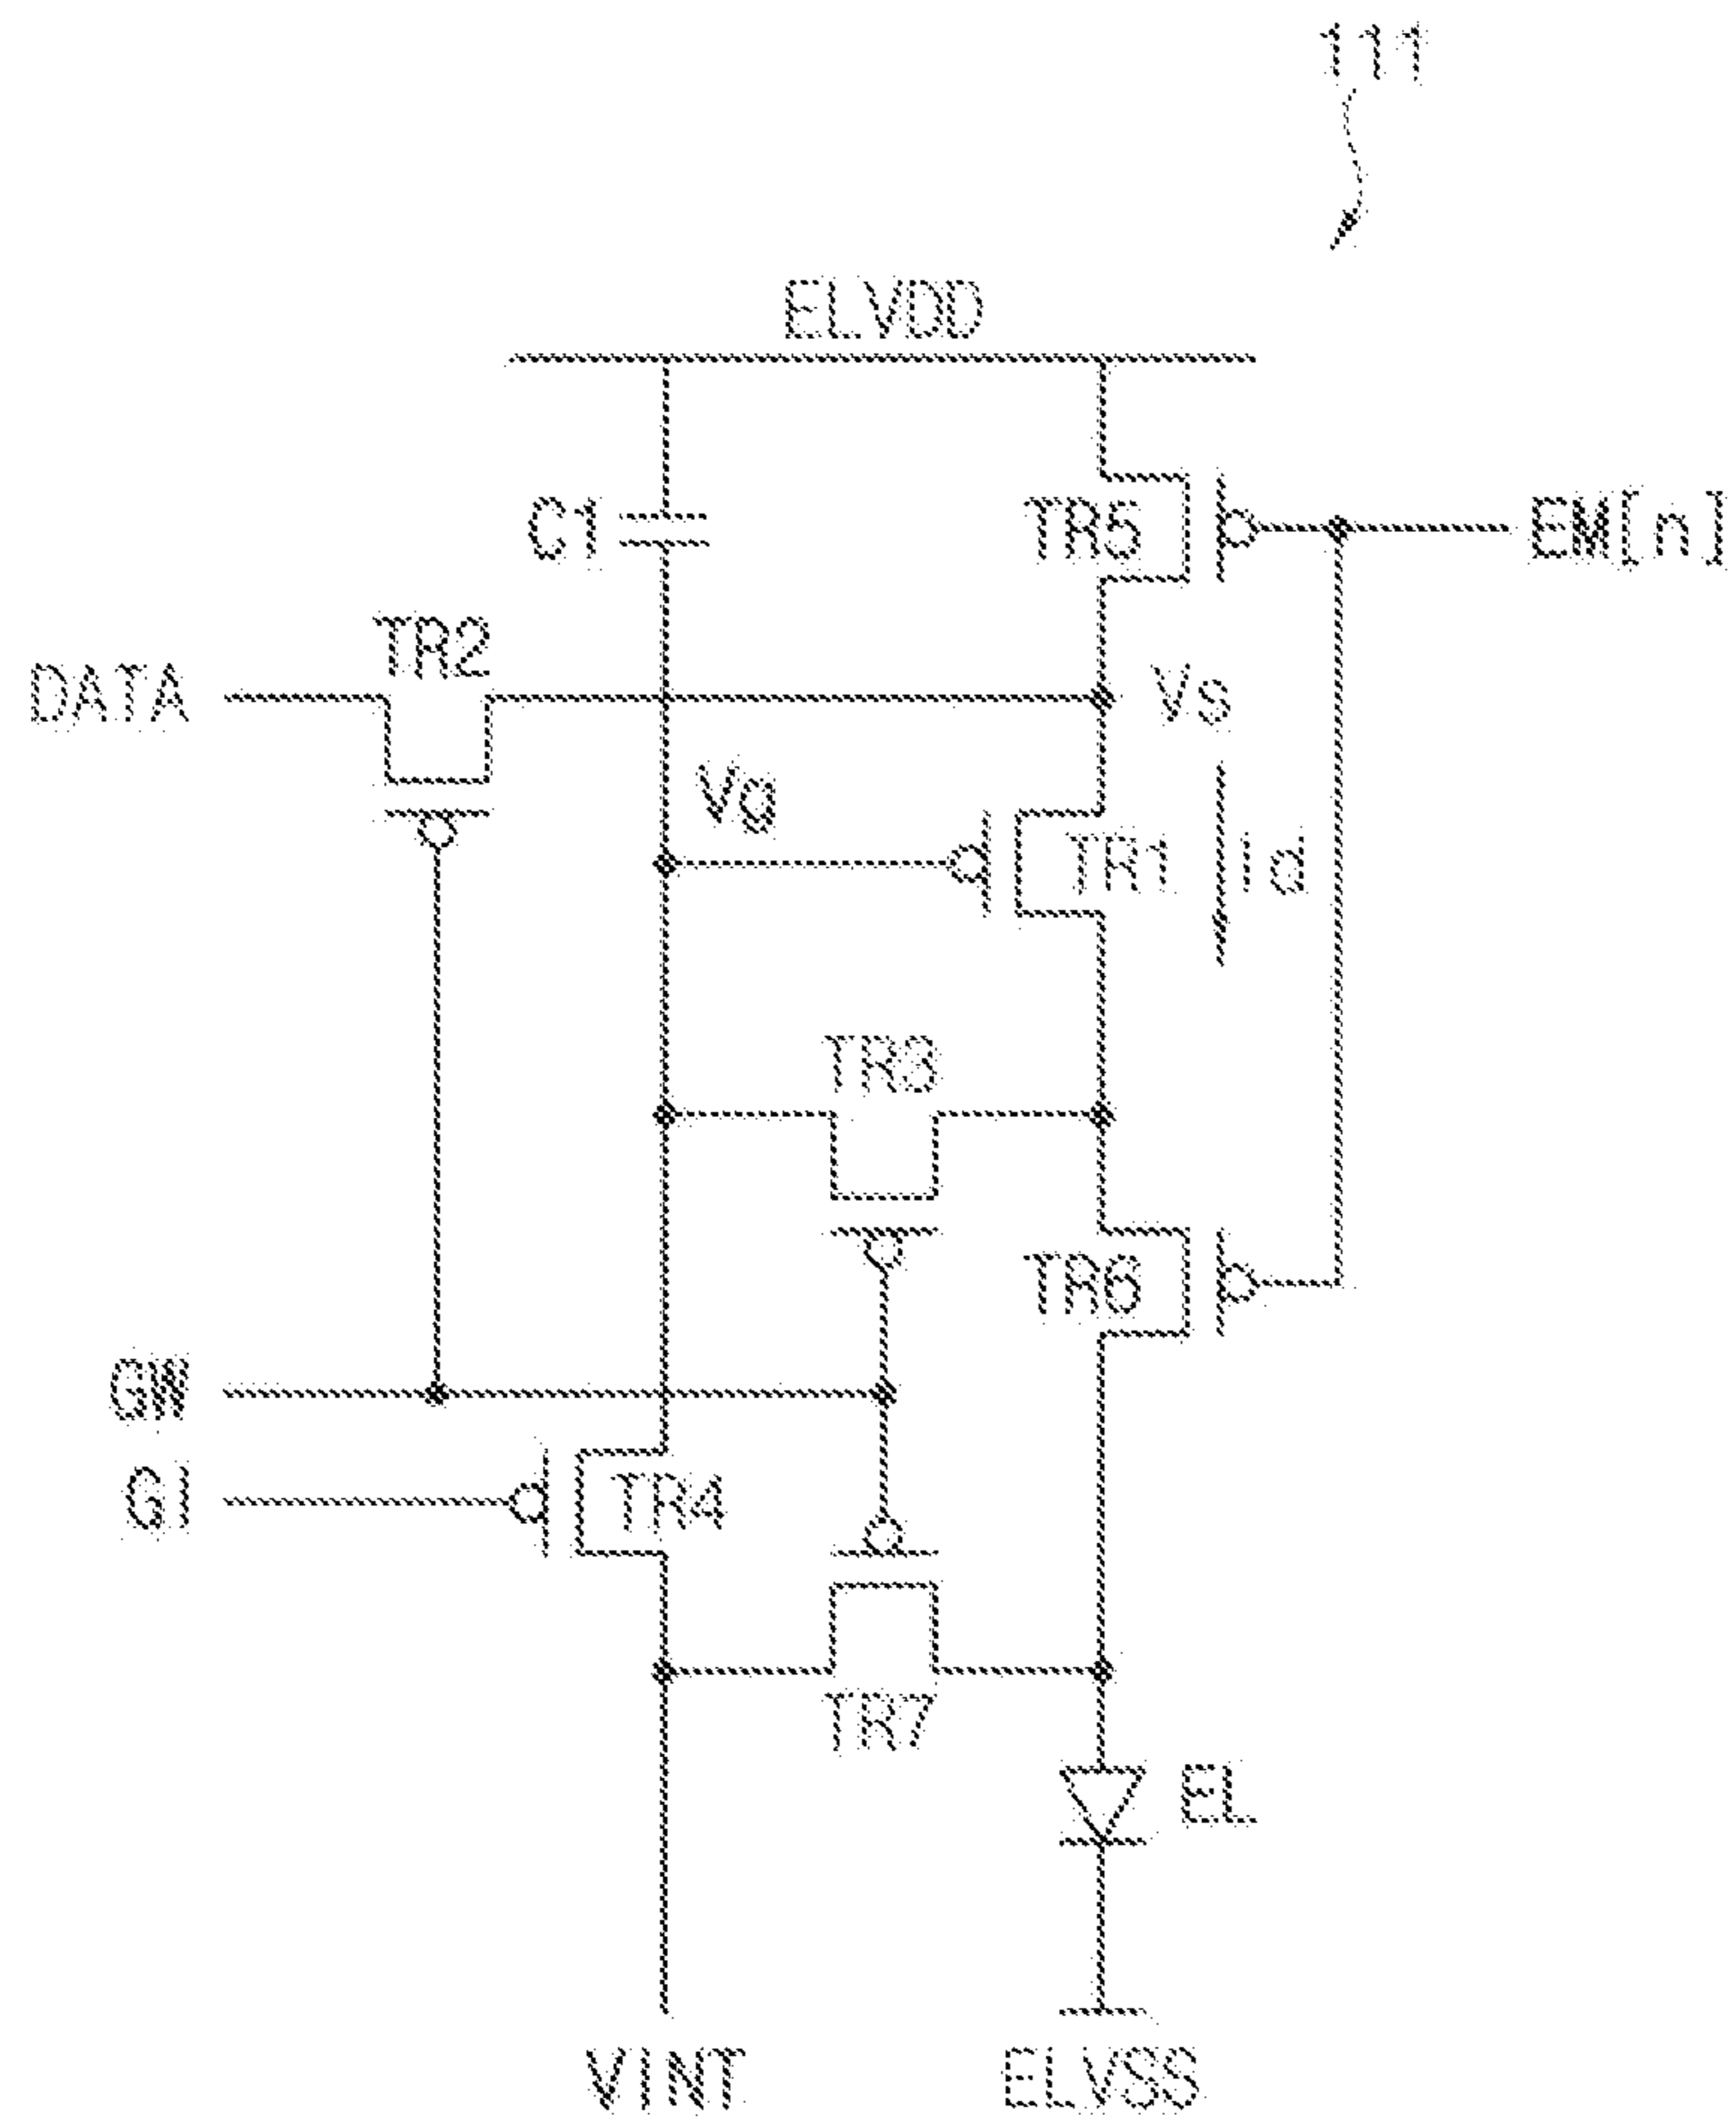 111
ELVDD
C1
TR5
EM[n]
TR2
DATA
Vs
Vg
TR1
Id
TR3
TR6
GW
GI
TR4
TR7
EL
VINT
ELVSS